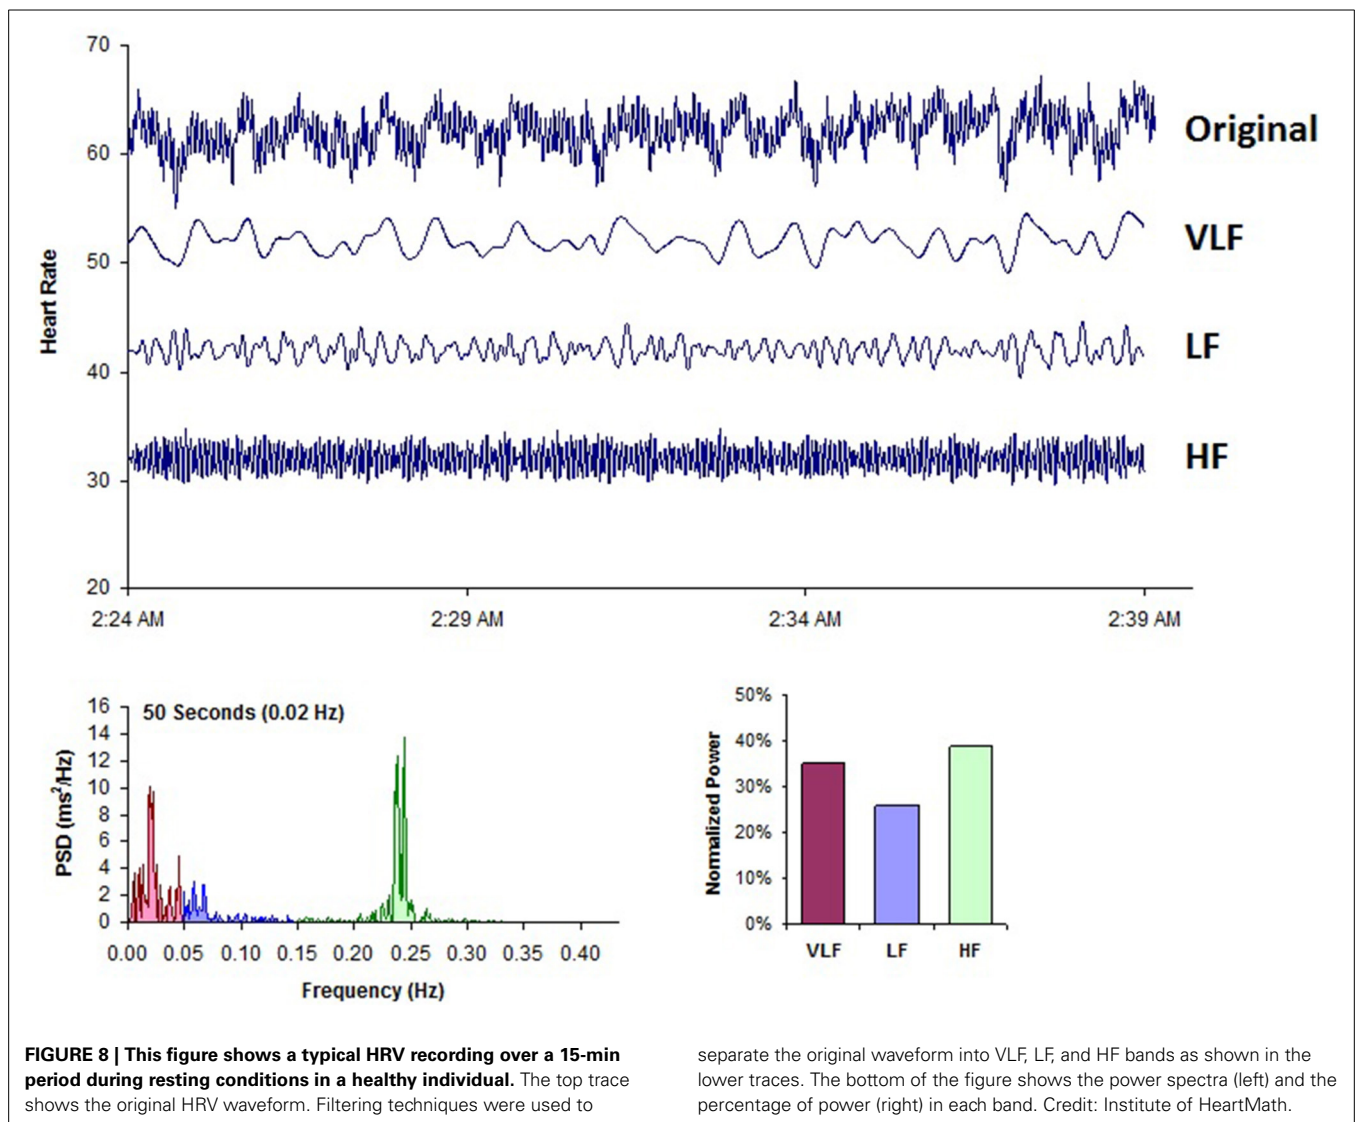 70
60
50
40
30
20
Heart Rate
Original
VLF
LF
HF
2:24 AM 2:29 AM 2:34 AM 2:39 AM
50 Seconds (0.02 Hz)
PSD (ms²/Hz)
16
14
12
10
8
6
4
2
0
0.00 0.05 0.10 0.15 0.20 0.25 0.30 0.35 0.40
Frequency (Hz)
Normalized Power
50%
40%
30%
20%
10%
0%
VLF LF HF
FIGURE 8 | This figure shows a typical HRV recording over a 15-min
period during resting conditions in a healthy individual. The top trace
shows the original HRV waveform. Filtering techniques were used to
separate the original waveform into VLF, LF, and HF bands as shown in the
lower traces. The bottom of the figure shows the power spectra (left) and the
percentage of power (right) in each band. Credit: Institute of HeartMath.